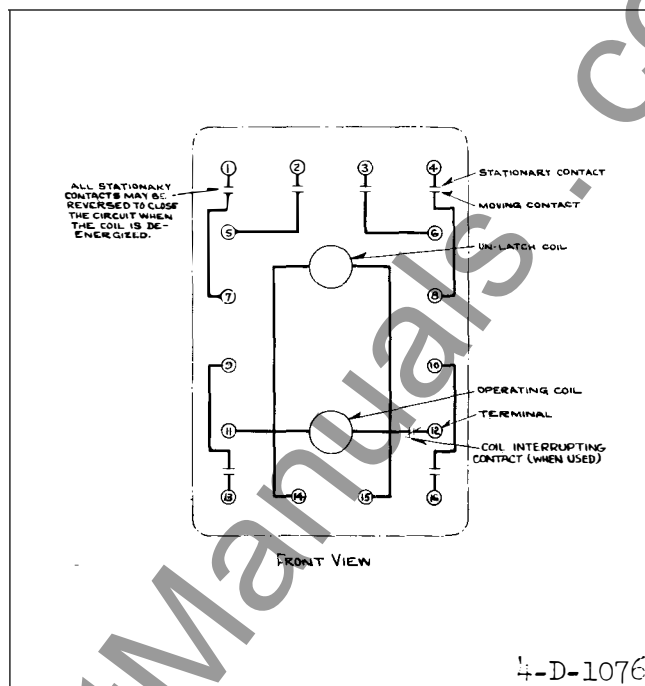 1 2 3 4
ALL STATIONARY
CONTACTS MAY BE
REVERSED TO CLOSE
THE CIRCUIT WHEN
THE COIL IS DE-
ENERGIZED.
STATIONARY CONTACT
MOVING CONTACT
5 6
UN-LATCH COIL
7 8
9 10
OPERATING COIL
TERMINAL
11 12
COIL INTERRUPTING
CONTACT (WHEN USED)
13 14 15 16
FRONT VIEW
4-D-1076
Manuals.c